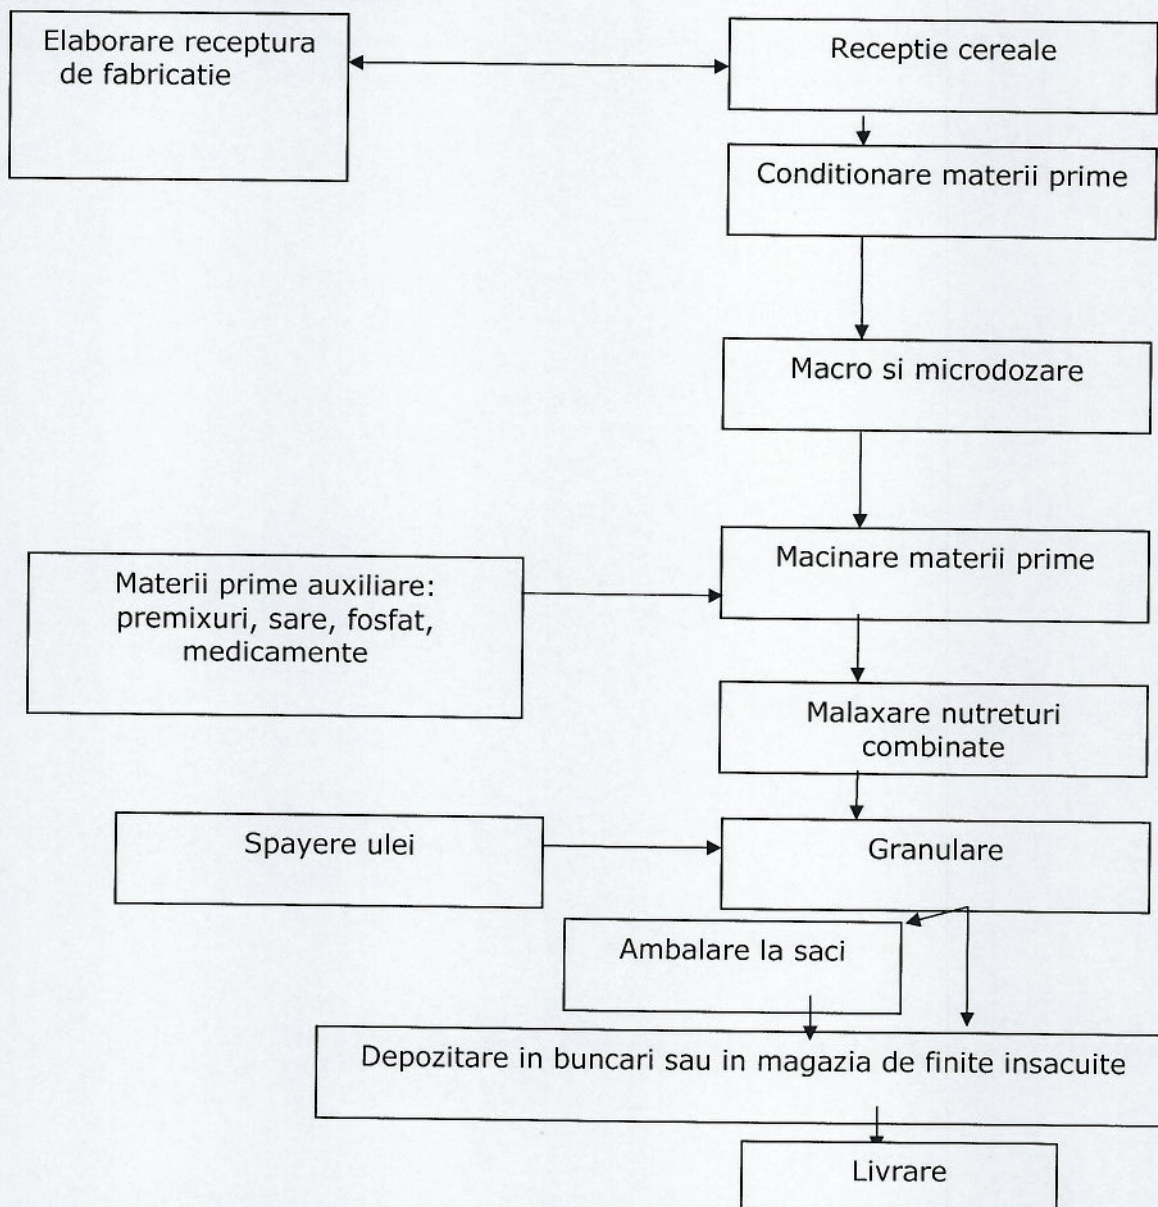 Elaborare receptura
de fabricatie
Receptie cereale
Conditionare materii prime
Macro si microdozare
Macinare materii prime
Materii prime auxiliare:
premixuri, sare, fosfat,
medicamente
Malaxare nutreturi
combinate
Spayere ulei
Granulare
Ambalare la saci
Depozitare in buncari sau in magazia de finite insacuite
Livrare